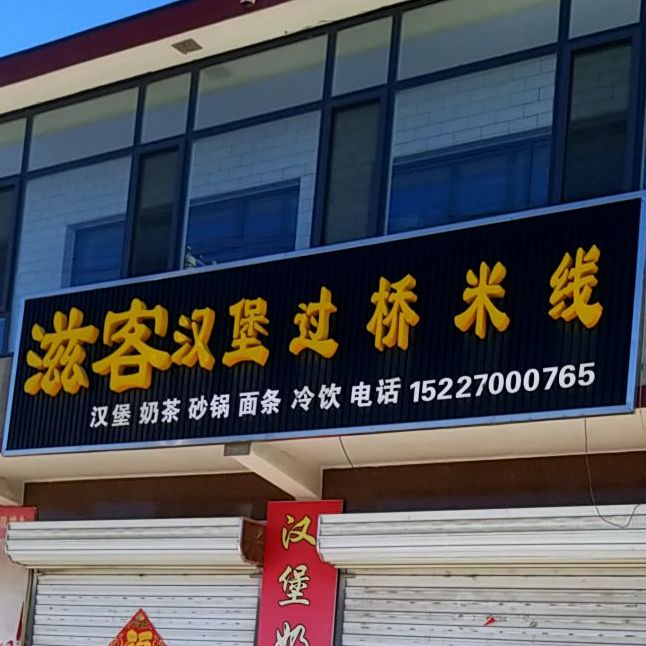 滋客汉堡过桥米线
汉堡 奶茶 砂锅 面条 冷饮 电话 15227000765
汉堡奶
福